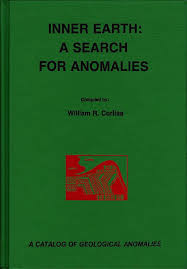 INNER EARTH:
A SEARCH
FOR ANOMALIES
Compiled by:
William R. Corliss
A CATALOG OF GEOLOGICAL ANOMALIES